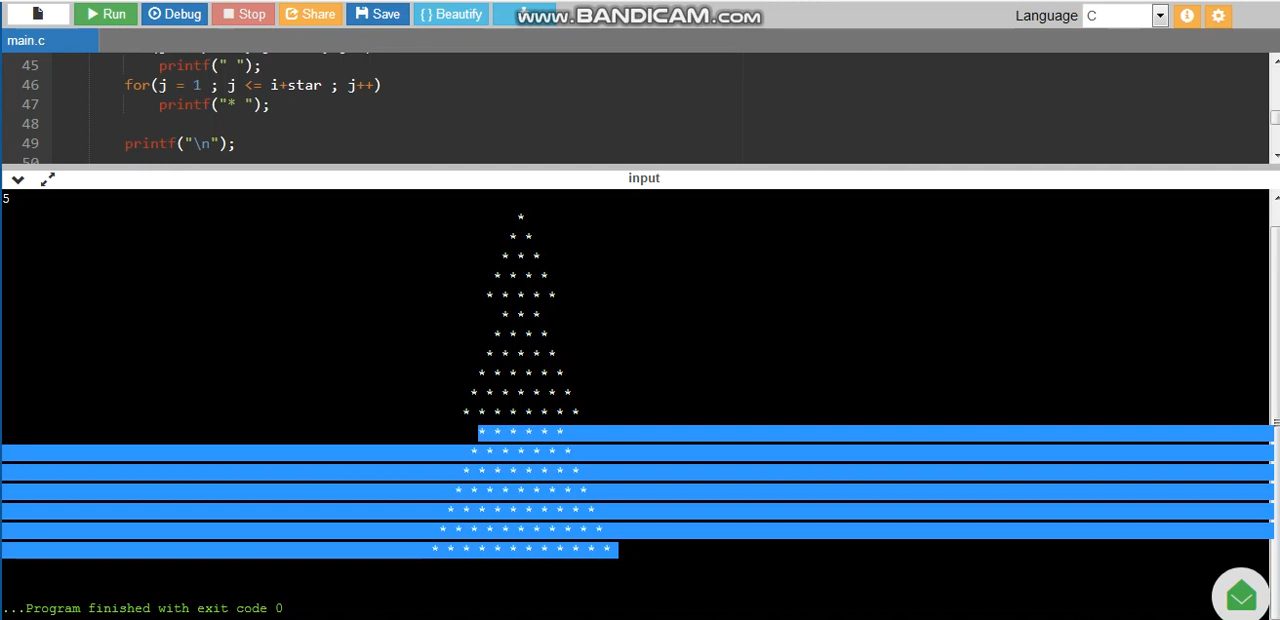 Run Debug Stop Share Save { } Beautify www.BANDICAM.COM Language C
main.c
45 printf(" ");
46 for(j = 1 ; j <= i+star ; j++)
47 printf("* ");
48
49 printf("\n");
50
input
5
*
* *
* * *
* * * *
* * * * *
* * *
* * * *
* * * * *
* * * * * *
* * * * * * *
* * * * * * * *
* * * * * *
* * * * * * *
* * * * * * * *
* * * * * * * * *
* * * * * * * * * *
* * * * * * * * * * *
* * * * * * * * * * * *
...Program finished with exit code 0